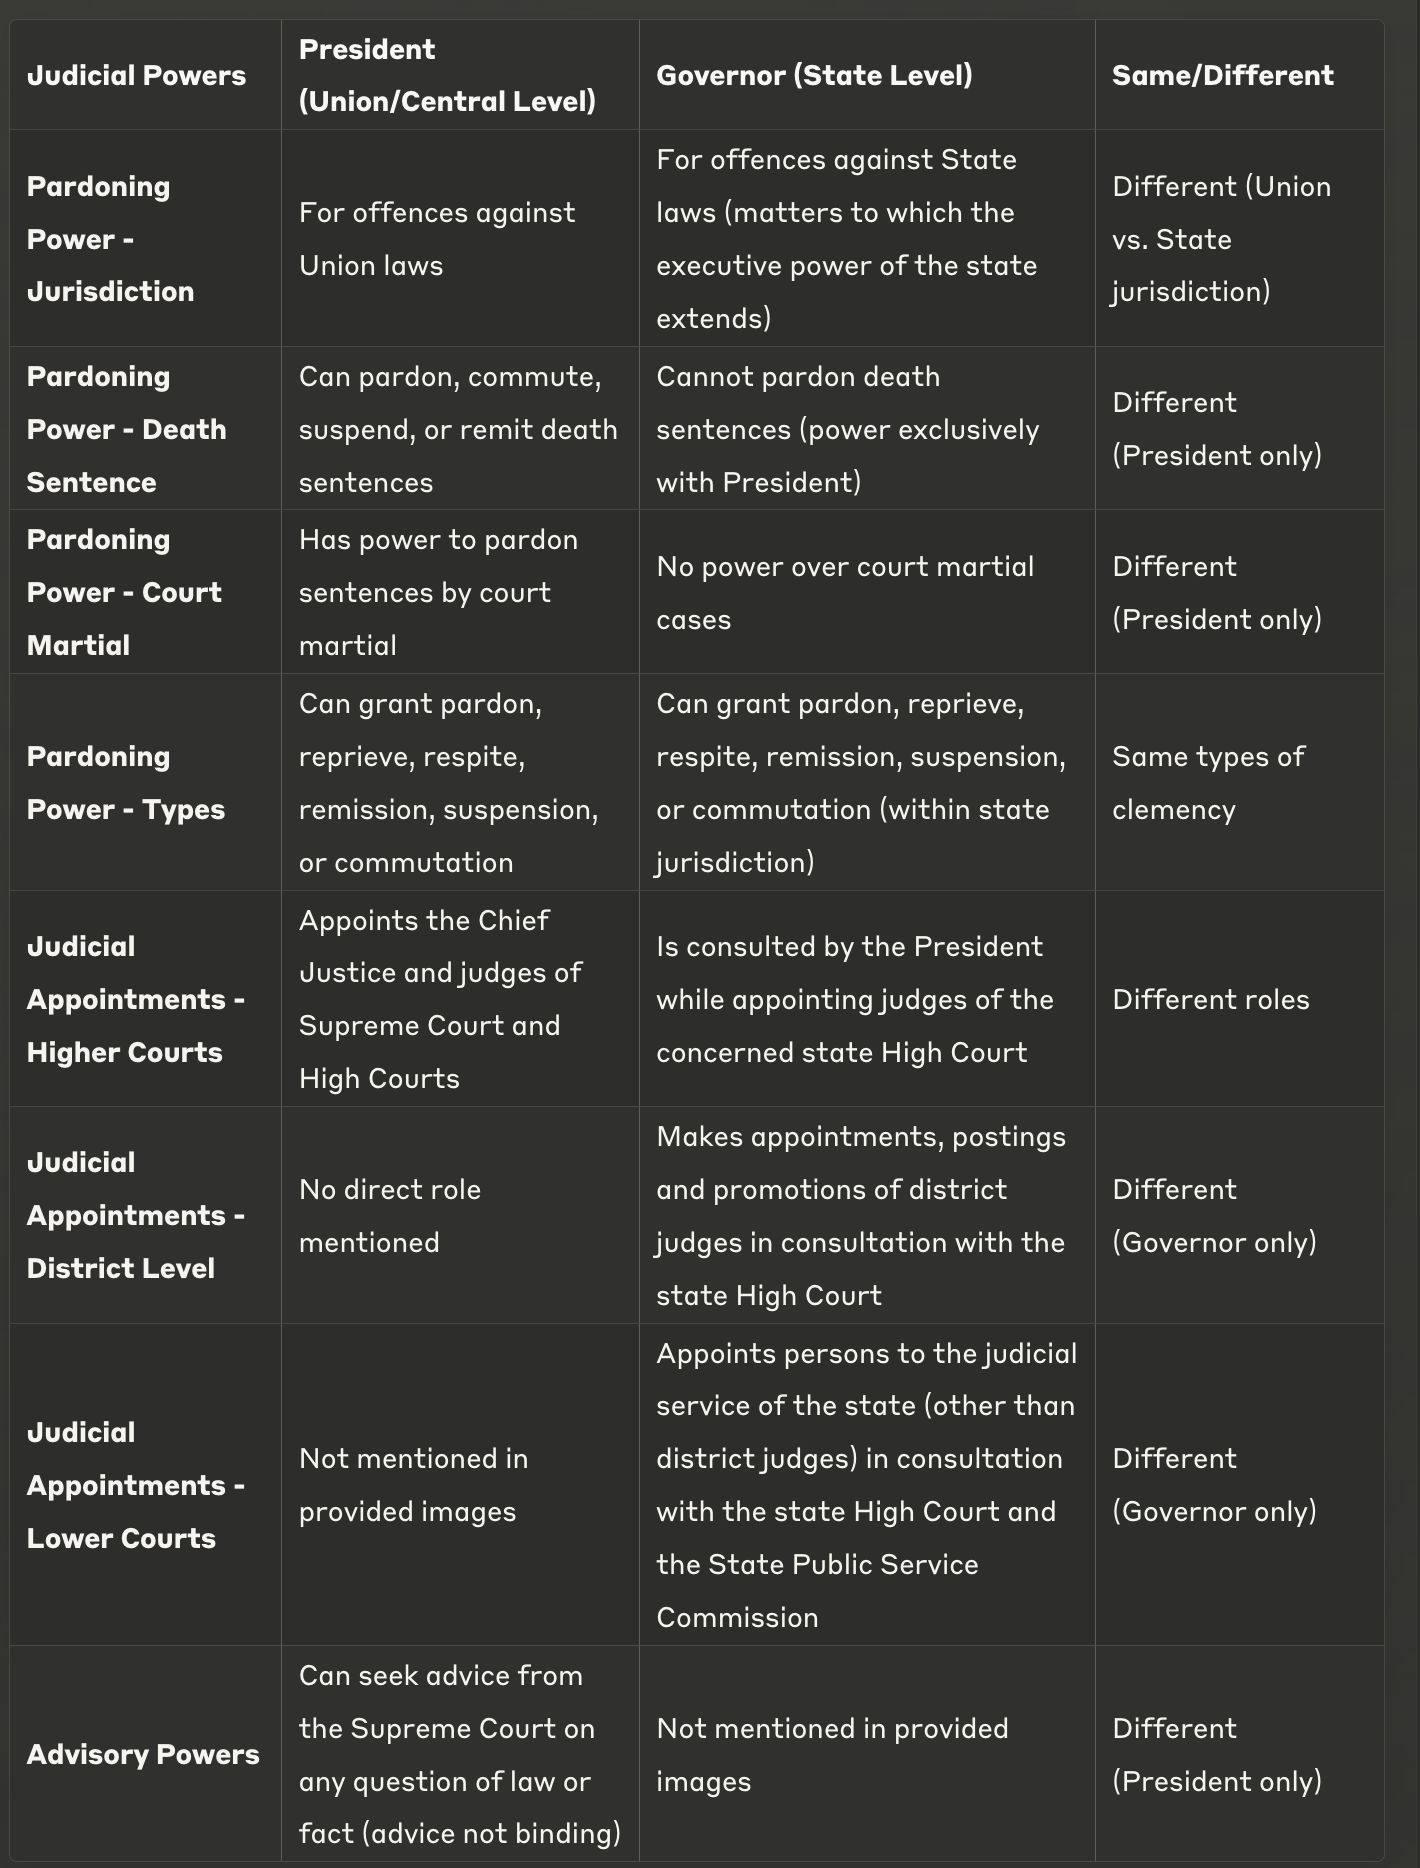 Judicial Powers
President
(Union/Central Level)
Governor (State Level)
Same/Different
Pardoning
Power -
Jurisdiction
For offences against
Union laws
For offences against State
laws (matters to which the
executive power of the state
extends)
Different (Union
vs. State
jurisdiction)
Pardoning
Power - Death
Sentence
Can pardon, commute,
suspend, or remit death
sentences
Cannot pardon death
sentences (power exclusively
with President)
Different
(President only)
Pardoning
Power - Court
Martial
Has power to pardon
sentences by court
martial
No power over court martial
cases
Different
(President only)
Pardoning
Power - Types
Can grant pardon,
reprieve, respite,
remission, suspension,
or commutation
Can grant pardon, reprieve,
respite, remission, suspension,
or commutation (within state
jurisdiction)
Same types of
clemency
Judicial
Appointments -
Higher Courts
Appoints the Chief
Justice and judges of
Supreme Court and
High Courts
Is consulted by the President
while appointing judges of the
concerned state High Court
Different roles
Judicial
Appointments -
District Level
No direct role
mentioned
Makes appointments, postings
and promotions of district
judges in consultation with the
state High Court
Different
(Governor only)
Judicial
Appointments -
Lower Courts
Not mentioned in
provided images
Appoints persons to the judicial
service of the state (other than
district judges) in consultation
with the state High Court and
the State Public Service
Commission
Different
(Governor only)
Advisory Powers
Can seek advice from
the Supreme Court on
any question of law or
fact (advice not binding)
Not mentioned in provided
images
Different
(President only)